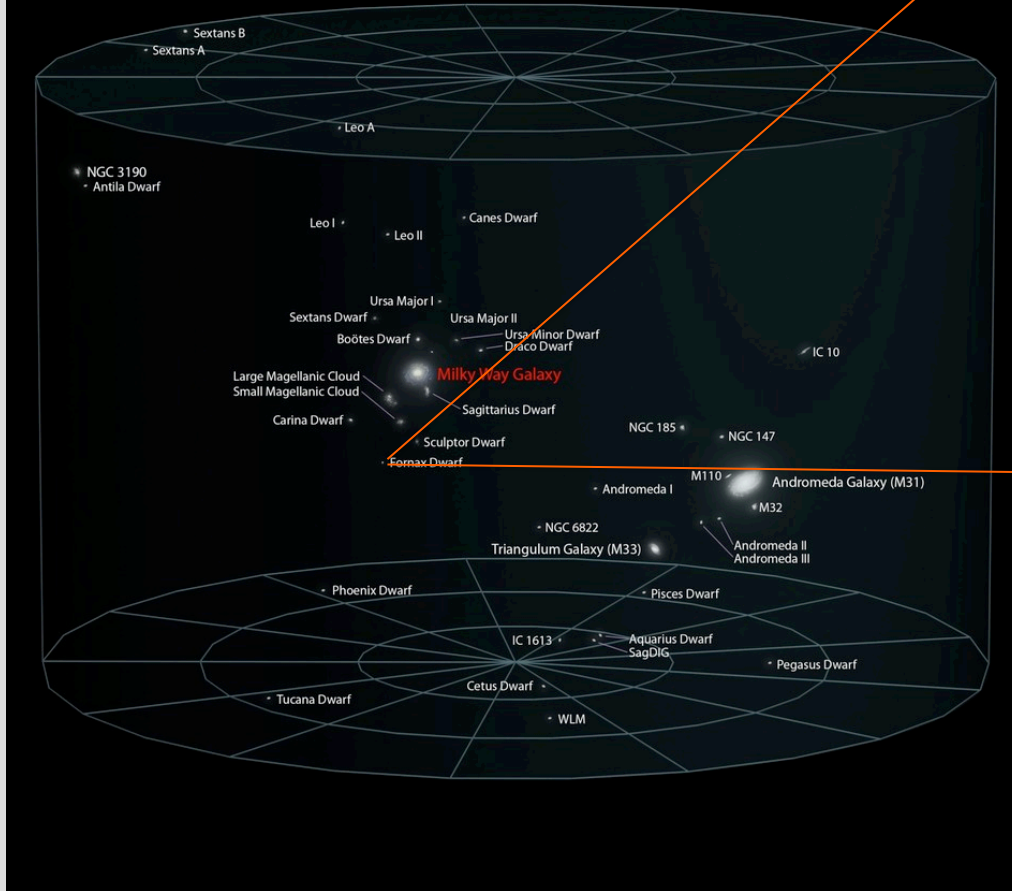 Sextans B
Sextans A
Leo A
NGC 3190
Antila Dwarf
Canes Dwarf
Leo I
Leo II
Ursa Major I
Sextans Dwarf
Ursa Major II
Ursa Minor Dwarf
Boötes Dwarf
Draco Dwarf
IC 10
Milky Way Galaxy
Large Magellanic Cloud
Small Magellanic Cloud
Sagittarius Dwarf
Carina Dwarf
NGC 185
NGC 147
Sculptor Dwarf
Fornax Dwarf
M110
Andromeda Galaxy (M31)
Andromeda I
M32
NGC 6822
Andromeda II
Triangulum Galaxy (M33)
Andromeda III
Phoenix Dwarf
Pisces Dwarf
IC 1613
Aquarius Dwarf
SagDIG
Pegasus Dwarf
Cetus Dwarf
Tucana Dwarf
WLM